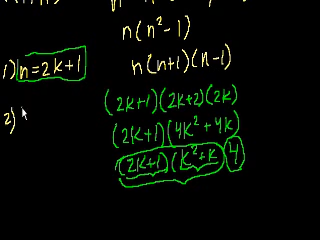 n(n²-1)
1) n=2k+1
n(n+1)(n-1)
(2k+1)(2k+2)(2k)
2)
(2k+1)(4k²+4k)
(2k+1)(k²+k)4